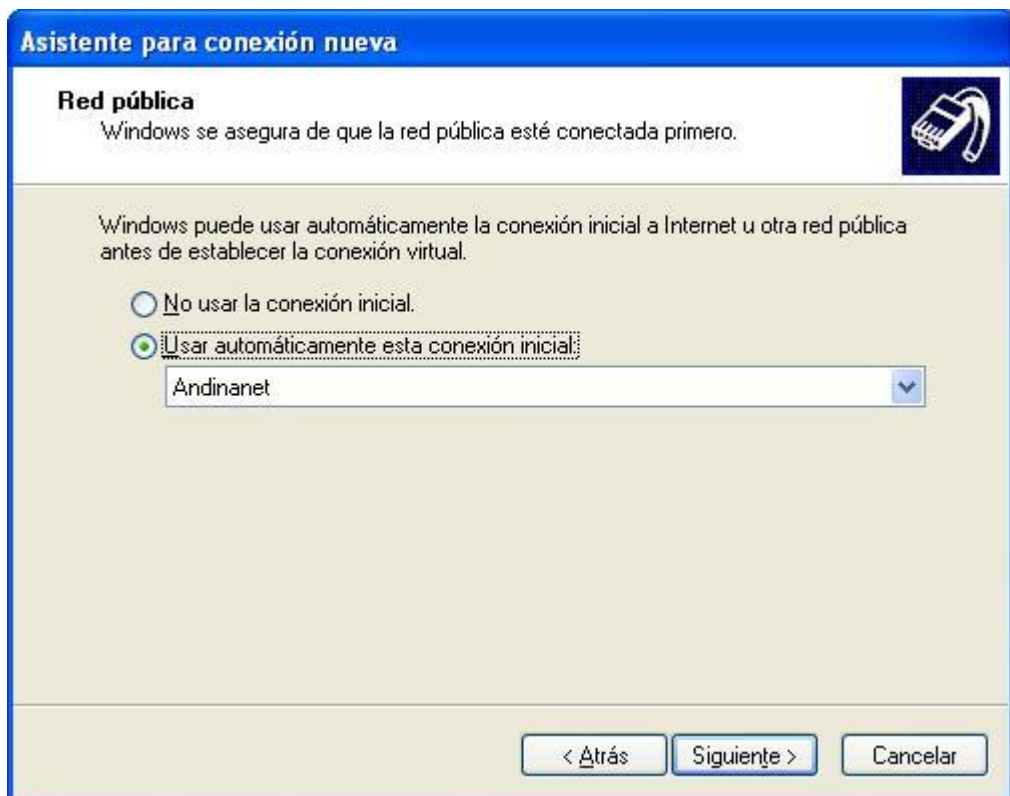 Asistente para conexión nueva
Red pública
Windows se asegura de que la red pública esté conectada primero.
Windows puede usar automáticamente la conexión inicial a Internet u otra red pública
antes de establecer la conexión virtual.
No usar la conexión inicial.
Usar automáticamente esta conexión inicial:
Andinanet
< Atrás
Siguiente >
Cancelar